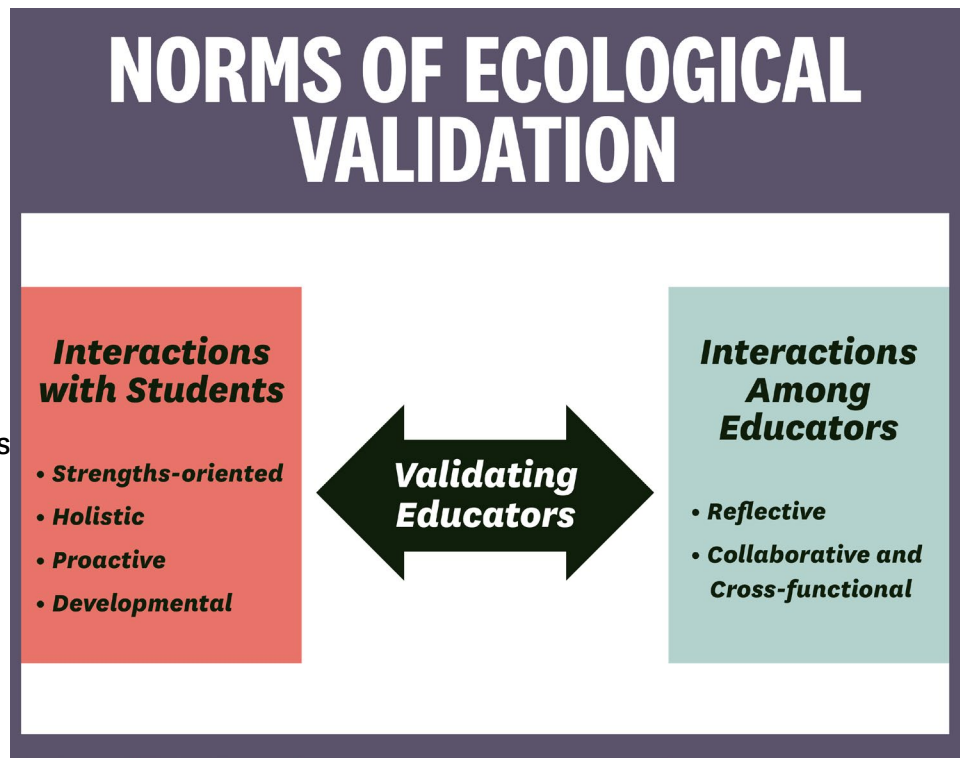 NORMS OF ECOLOGICAL
VALIDATION
Interactions
with Students
• Strengths-oriented
• Holistic
• Proactive
• Developmental
Validating
Educators
Interactions
Among
Educators
• Reflective
• Collaborative and
Cross-functional
s